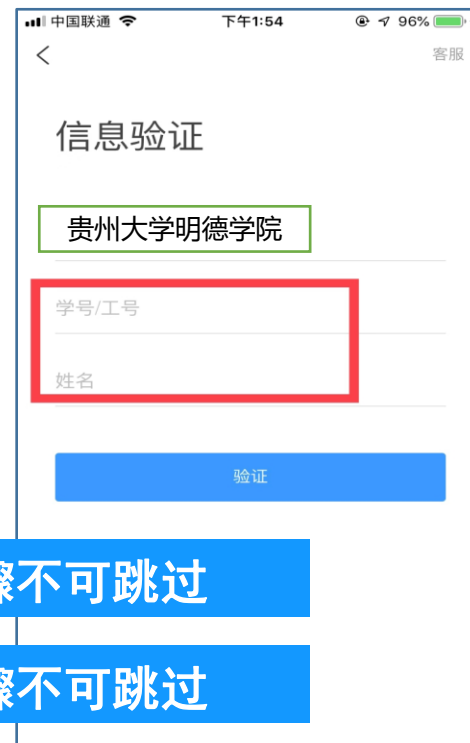 中国联通 下午1:54 96%
客服
信息验证
贵州大学明德学院
学号/工号
姓名
验证
骤不可跳过
骤不可跳过